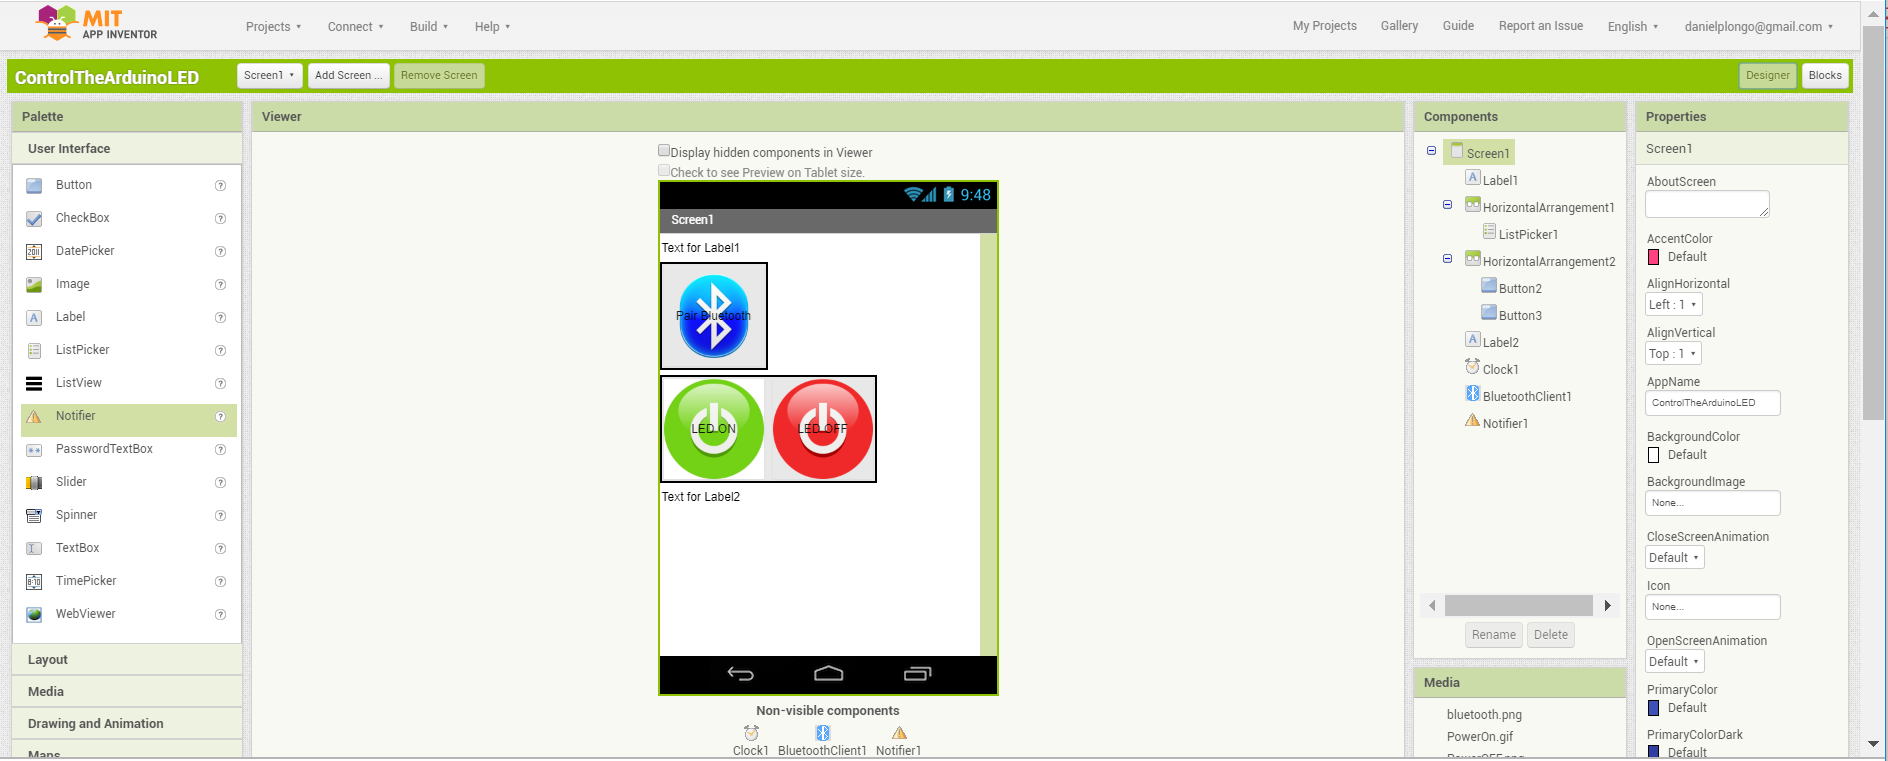 MIT
APP INVENTOR
Projects Connect Build Help My Projects Gallery Guide Report an Issue English danielplongo@gmail.com
ControlTheArduinoLED Screen1 Add Screen ... Remove Screen Designer Blocks
Palette
User Interface
Button
CheckBox
DatePicker
Image
Label
ListPicker
ListView
Notifier
PasswordTextBox
Slider
Spinner
TextBox
TimePicker
WebViewer
Layout
Media
Drawing and Animation
Maps
Viewer
Display hidden components in Viewer
Check to see Preview on Tablet size.
9:48
Screen1
Text for Label1
Pair Bluetooth
LED ON LED OFF
Text for Label2
Non-visible components
Clock1 BluetoothClient1 Notifier1
Components
Screen1
Label1
HorizontalArrangement1
ListPicker1
HorizontalArrangement2
Button2
Button3
Label2
Clock1
BluetoothClient1
Notifier1
Rename Delete
Media
bluetooth.png
PowerOn.gif
Properties
Screen1
AboutScreen
AccentColor
Default
AlignHorizontal
Left : 1
AlignVertical
Top : 1
AppName
ControlTheArduinoLED
BackgroundColor
Default
BackgroundImage
None...
CloseScreenAnimation
Default
Icon
None...
OpenScreenAnimation
Default
PrimaryColor
Default
PrimaryColorDark
Default